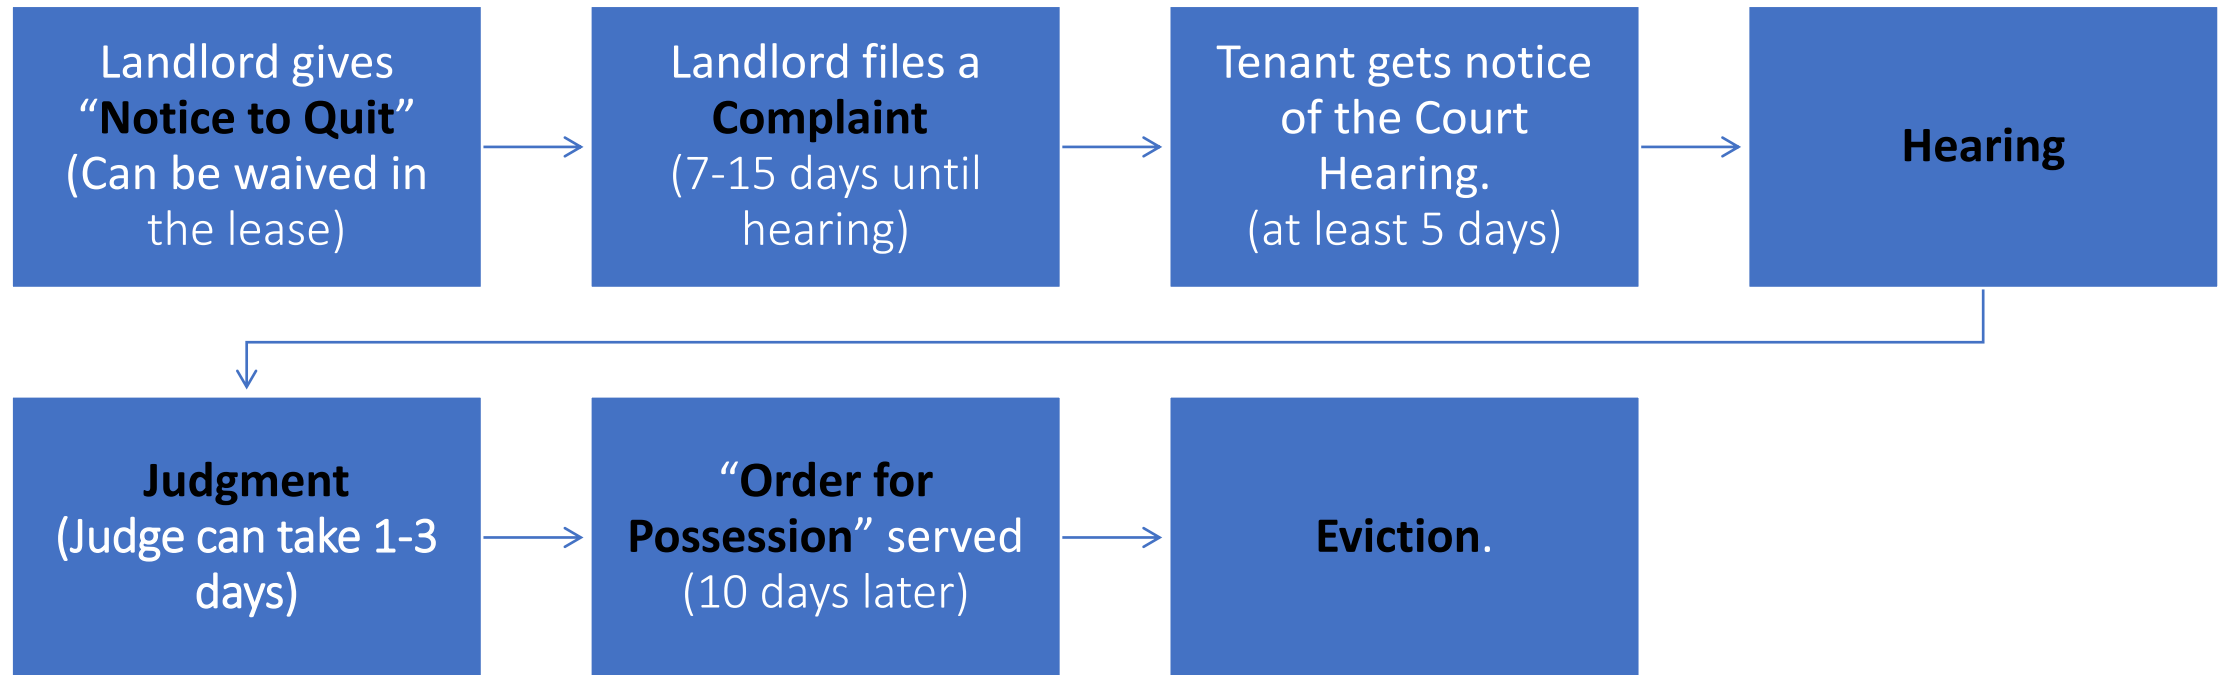 Landlord gives
“Notice to Quit”
(Can be waived in
the lease)
Landlord files a
Complaint
(7-15 days until
hearing)
Tenant gets notice
of the Court
Hearing.
(at least 5 days)
Hearing
Judgment
(Judge can take 1-3
days)
“Order for
Possession” served
(10 days later)
Eviction.